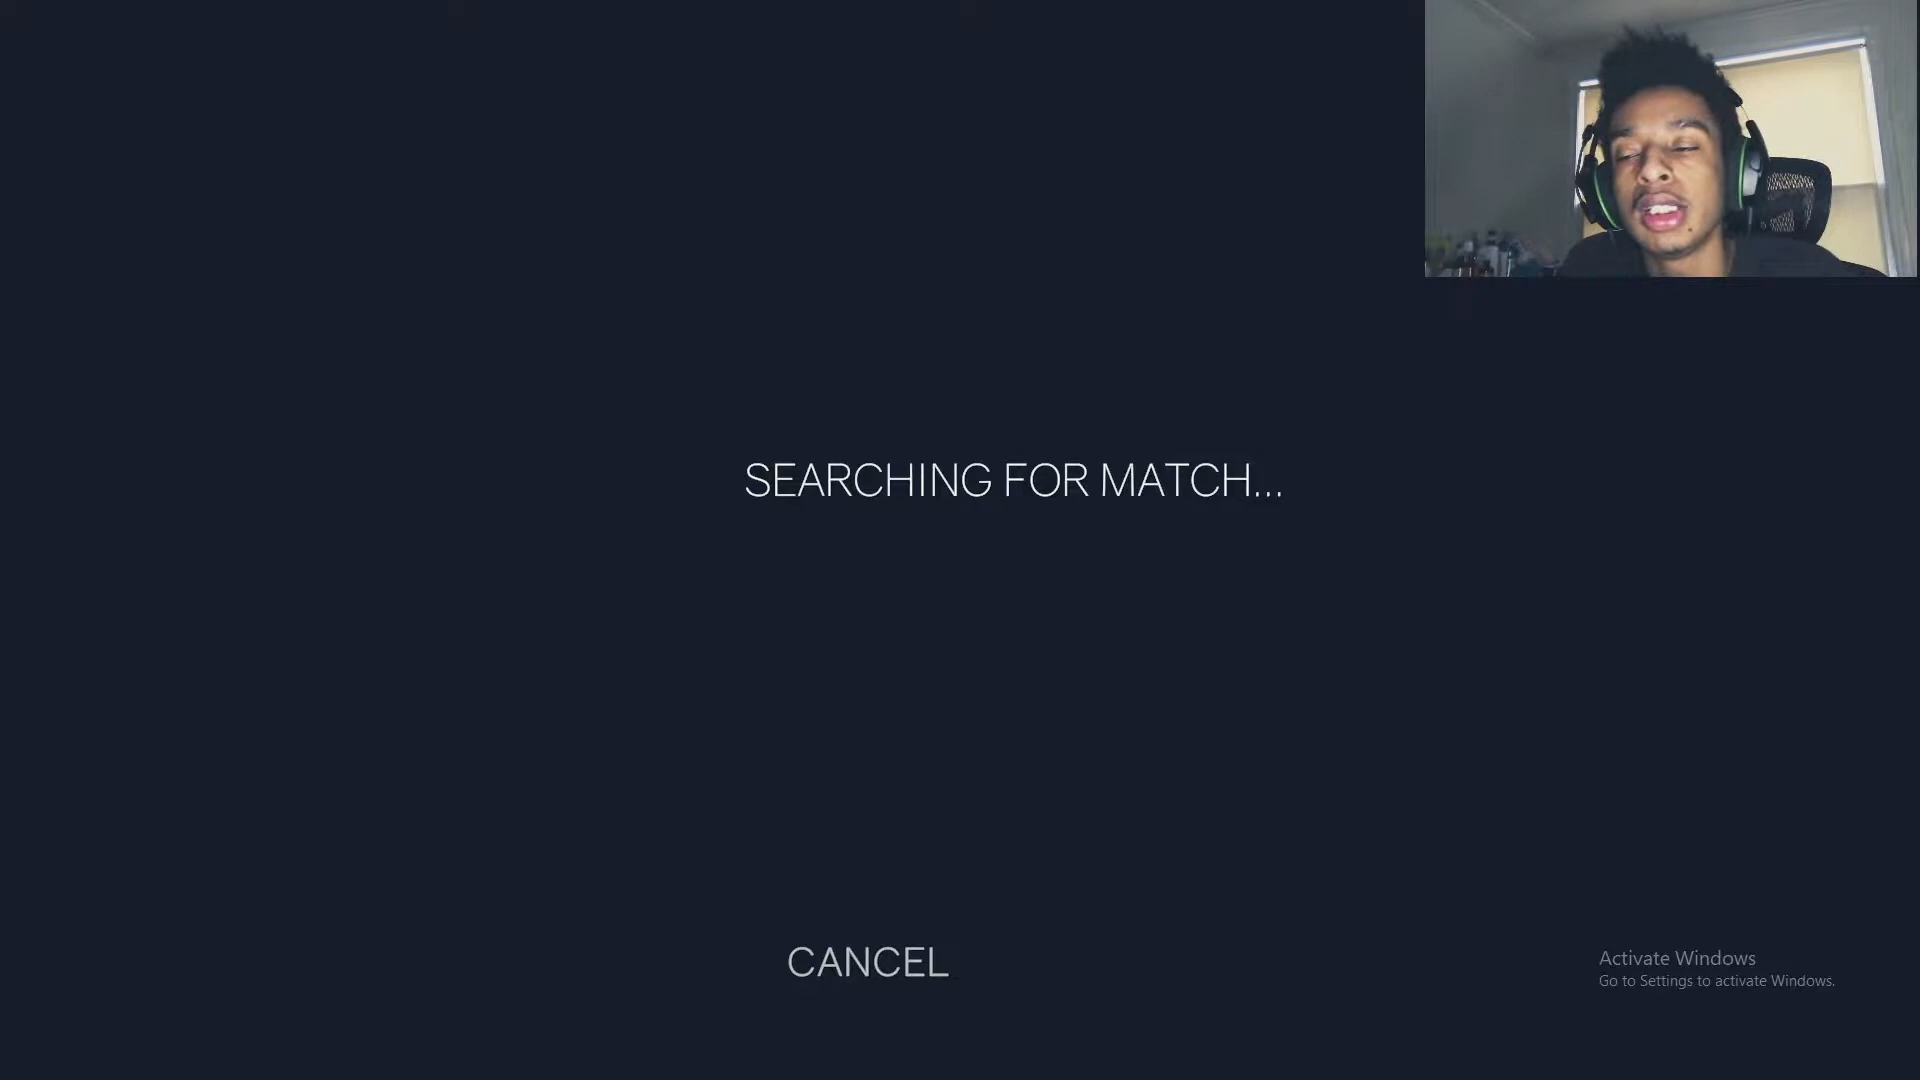 SEARCHING FOR MATCH...
CANCEL
Activate Windows
Go to Settings to activate Windows.